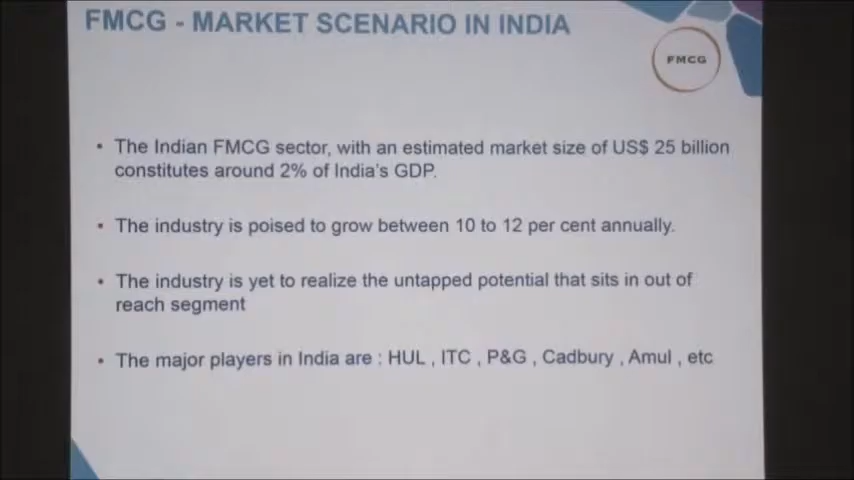 FMCG - MARKET SCENARIO IN INDIA
FMCG
• The Indian FMCG sector, with an estimated market size of US$ 25 billion
constitutes around 2% of India's GDP.
• The industry is poised to grow between 10 to 12 per cent annually.
• The industry is yet to realize the untapped potential that sits in out of
reach segment
• The major players in India are : HUL , ITC , P&G , Cadbury , Amul , etc